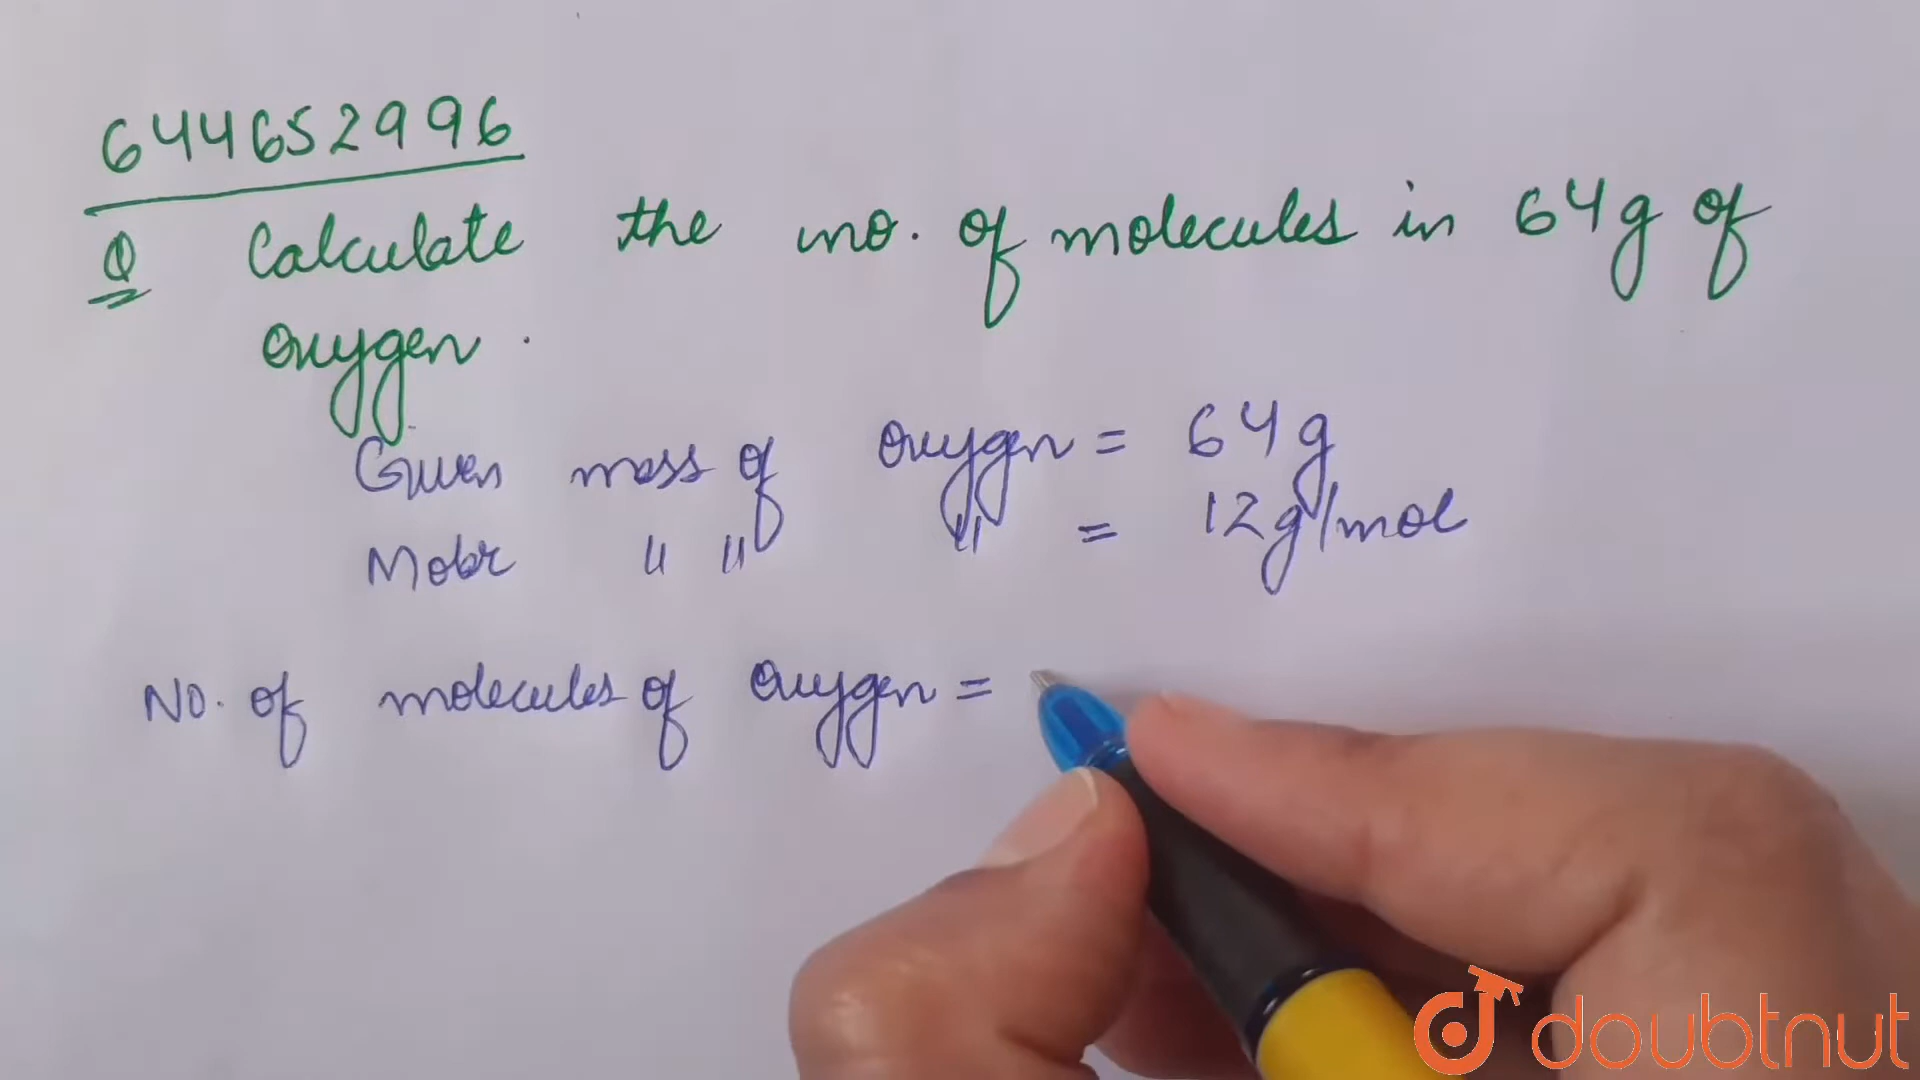 644652996
Q Calculate the no. of molecules in 64g of
oxygen.
Given mass of oxygen = 64g
Molar " " " = 12g/mol
No. of molecules of oxygen =
doubtnut